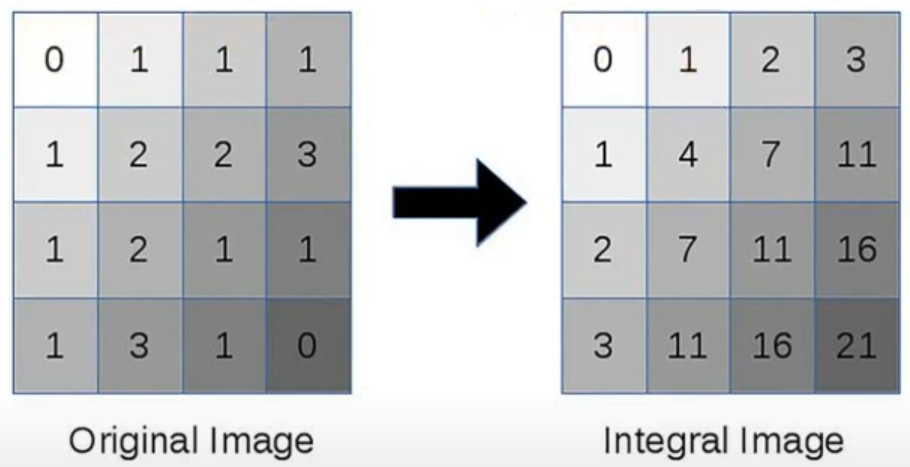 0 1 1 1 0 1 2 3
1 2 2 3 1 4 7 11
1 2 1 1 2 7 11 16
1 3 1 0 3 11 16 21
Original Image Integral Image